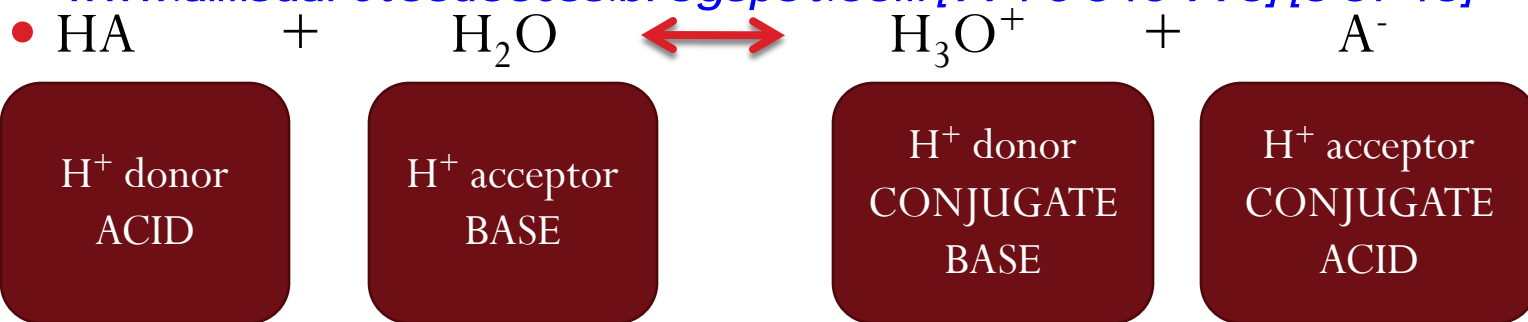 • HA + H₂O ⟷ H₃O⁺ + A⁻
H⁺ donor
ACID
H⁺ acceptor
BASE
H⁺ donor
CONJUGATE
BASE
H⁺ acceptor
CONJUGATE
ACID